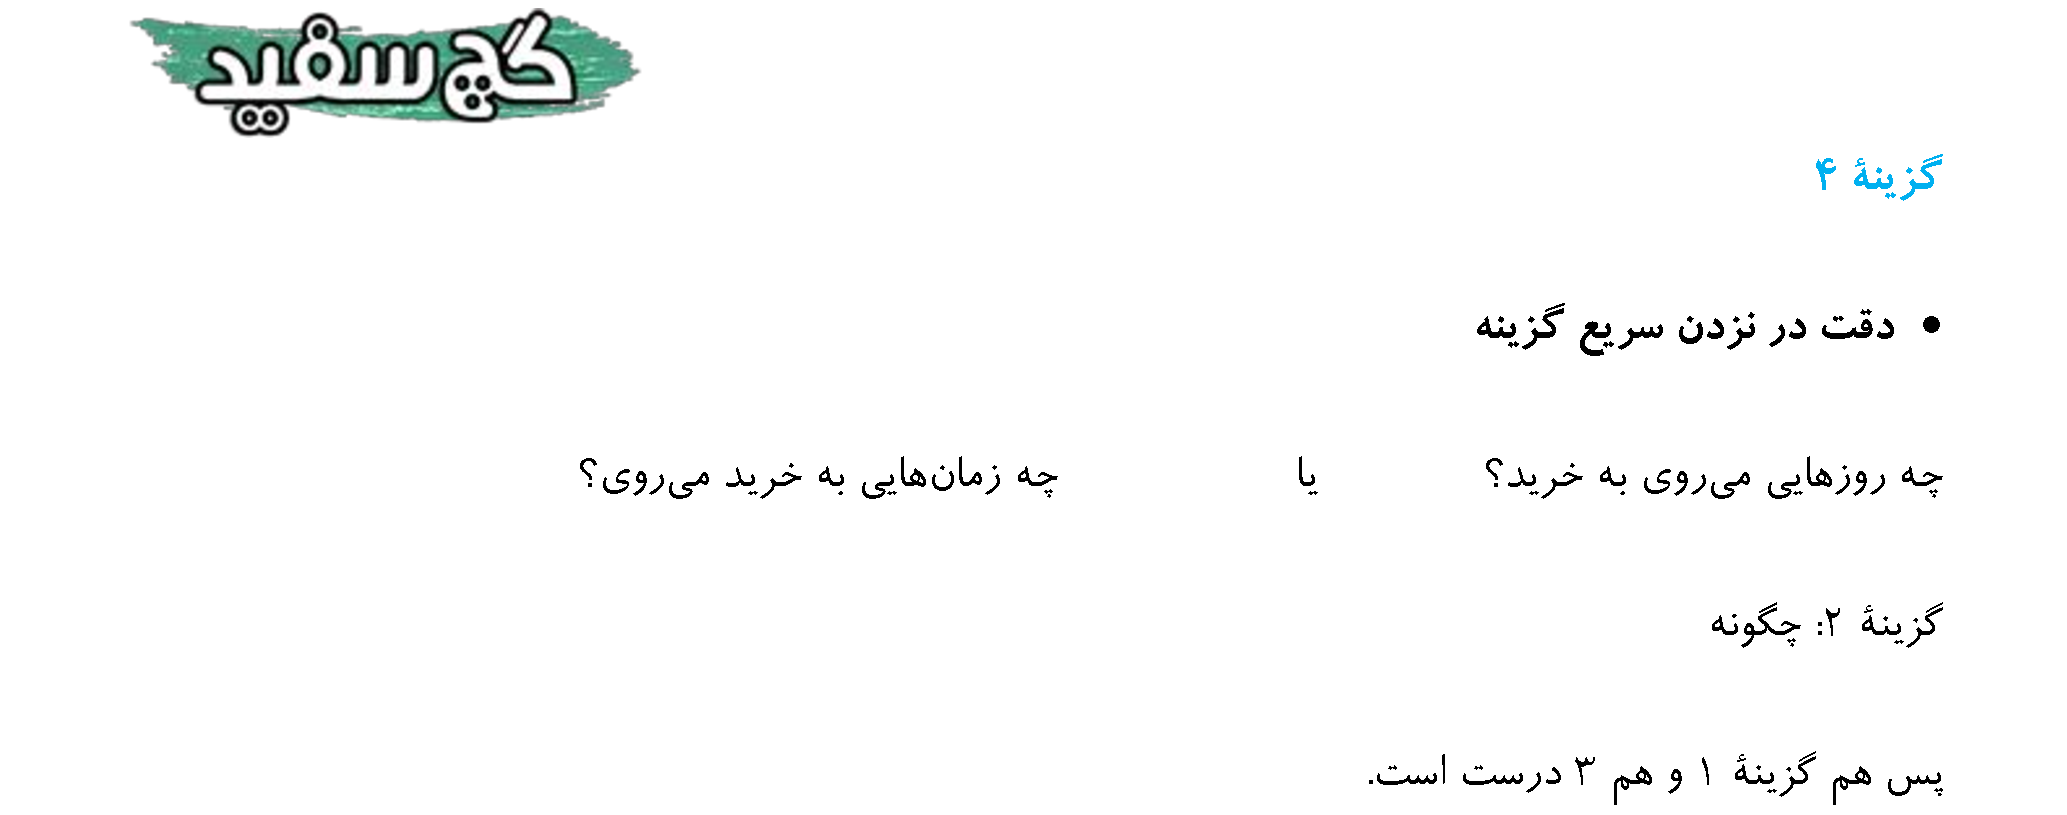 گچ سفید
گزینهٔ ۴
• دقت در نزدن سریع گزینه
چه روزهایی می‌روی به خرید؟ یا چه زمان‌هایی به خرید می‌روی؟
گزینهٔ ۲: چگونه
پس هم گزینهٔ ۱ و هم ۳ درست است.